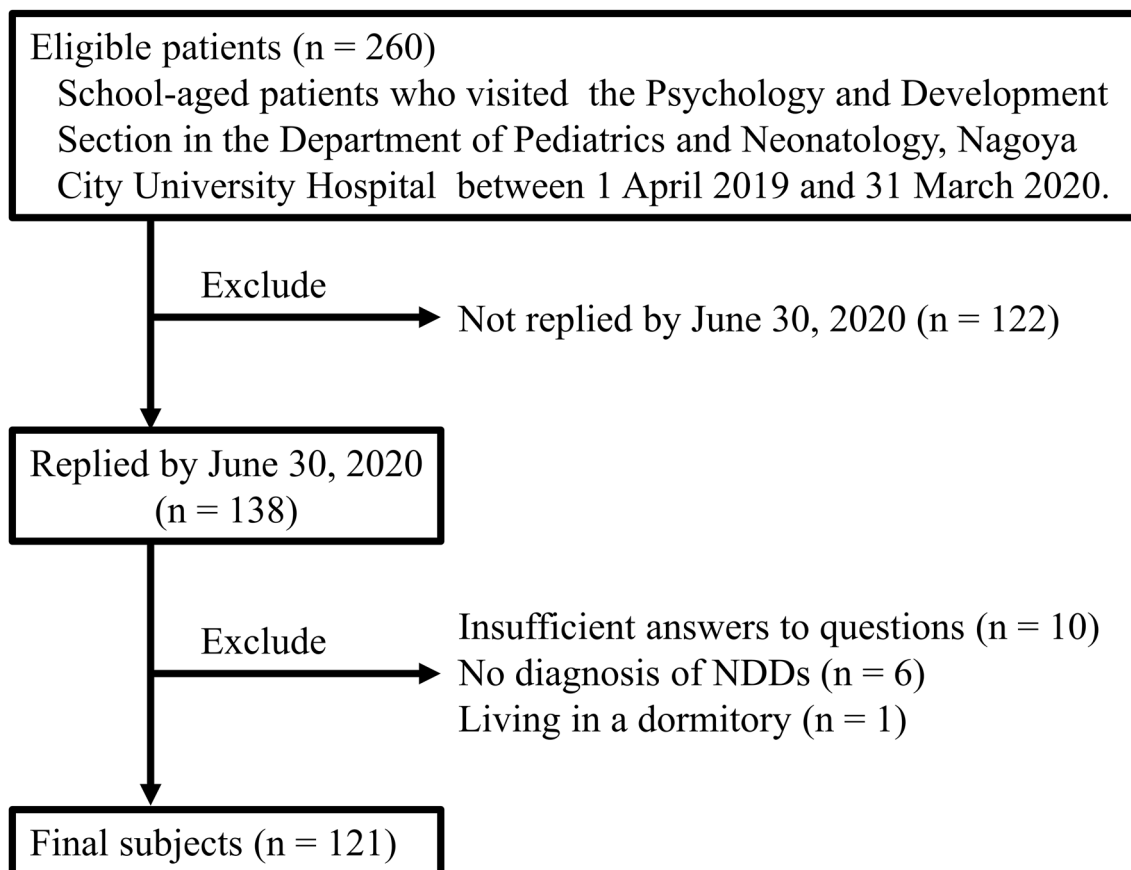 Eligible patients (n = 260)
School-aged patients who visited the Psychology and Development
Section in the Department of Pediatrics and Neonatology, Nagoya
City University Hospital between 1 April 2019 and 31 March 2020.
Exclude
Not replied by June 30, 2020 (n = 122)
Replied by June 30, 2020
(n = 138)
Exclude
Insufficient answers to questions (n = 10)
No diagnosis of NDDs (n = 6)
Living in a dormitory (n = 1)
Final subjects (n = 121)